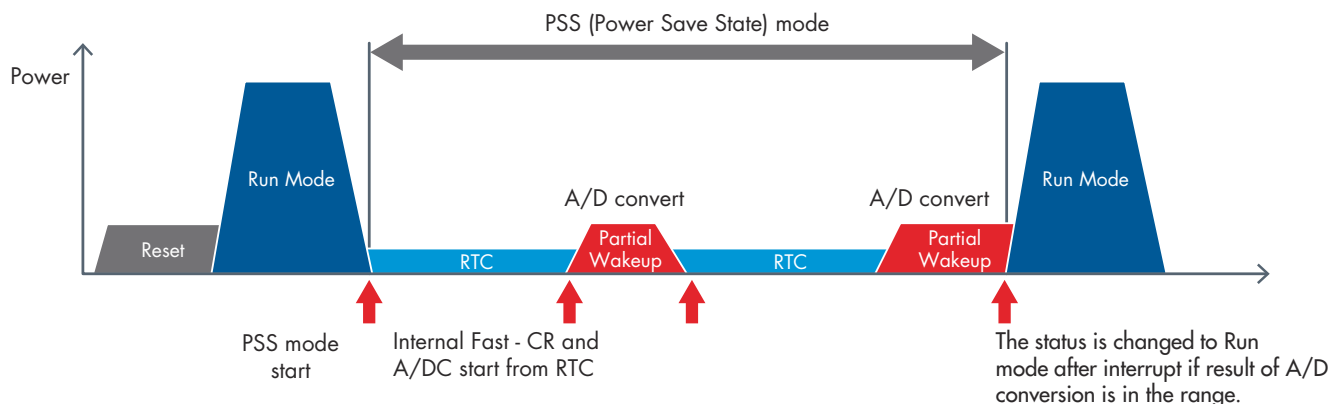 PSS (Power Save State) mode
Power
Run Mode
Run Mode
A/D convert
A/D convert
Reset
RTC
Partial
Wakeup
RTC
Partial
Wakeup
PSS mode
start
Internal Fast - CR and
A/DC start from RTC
The status is changed to Run
mode after interrupt if result of A/D
conversion is in the range.